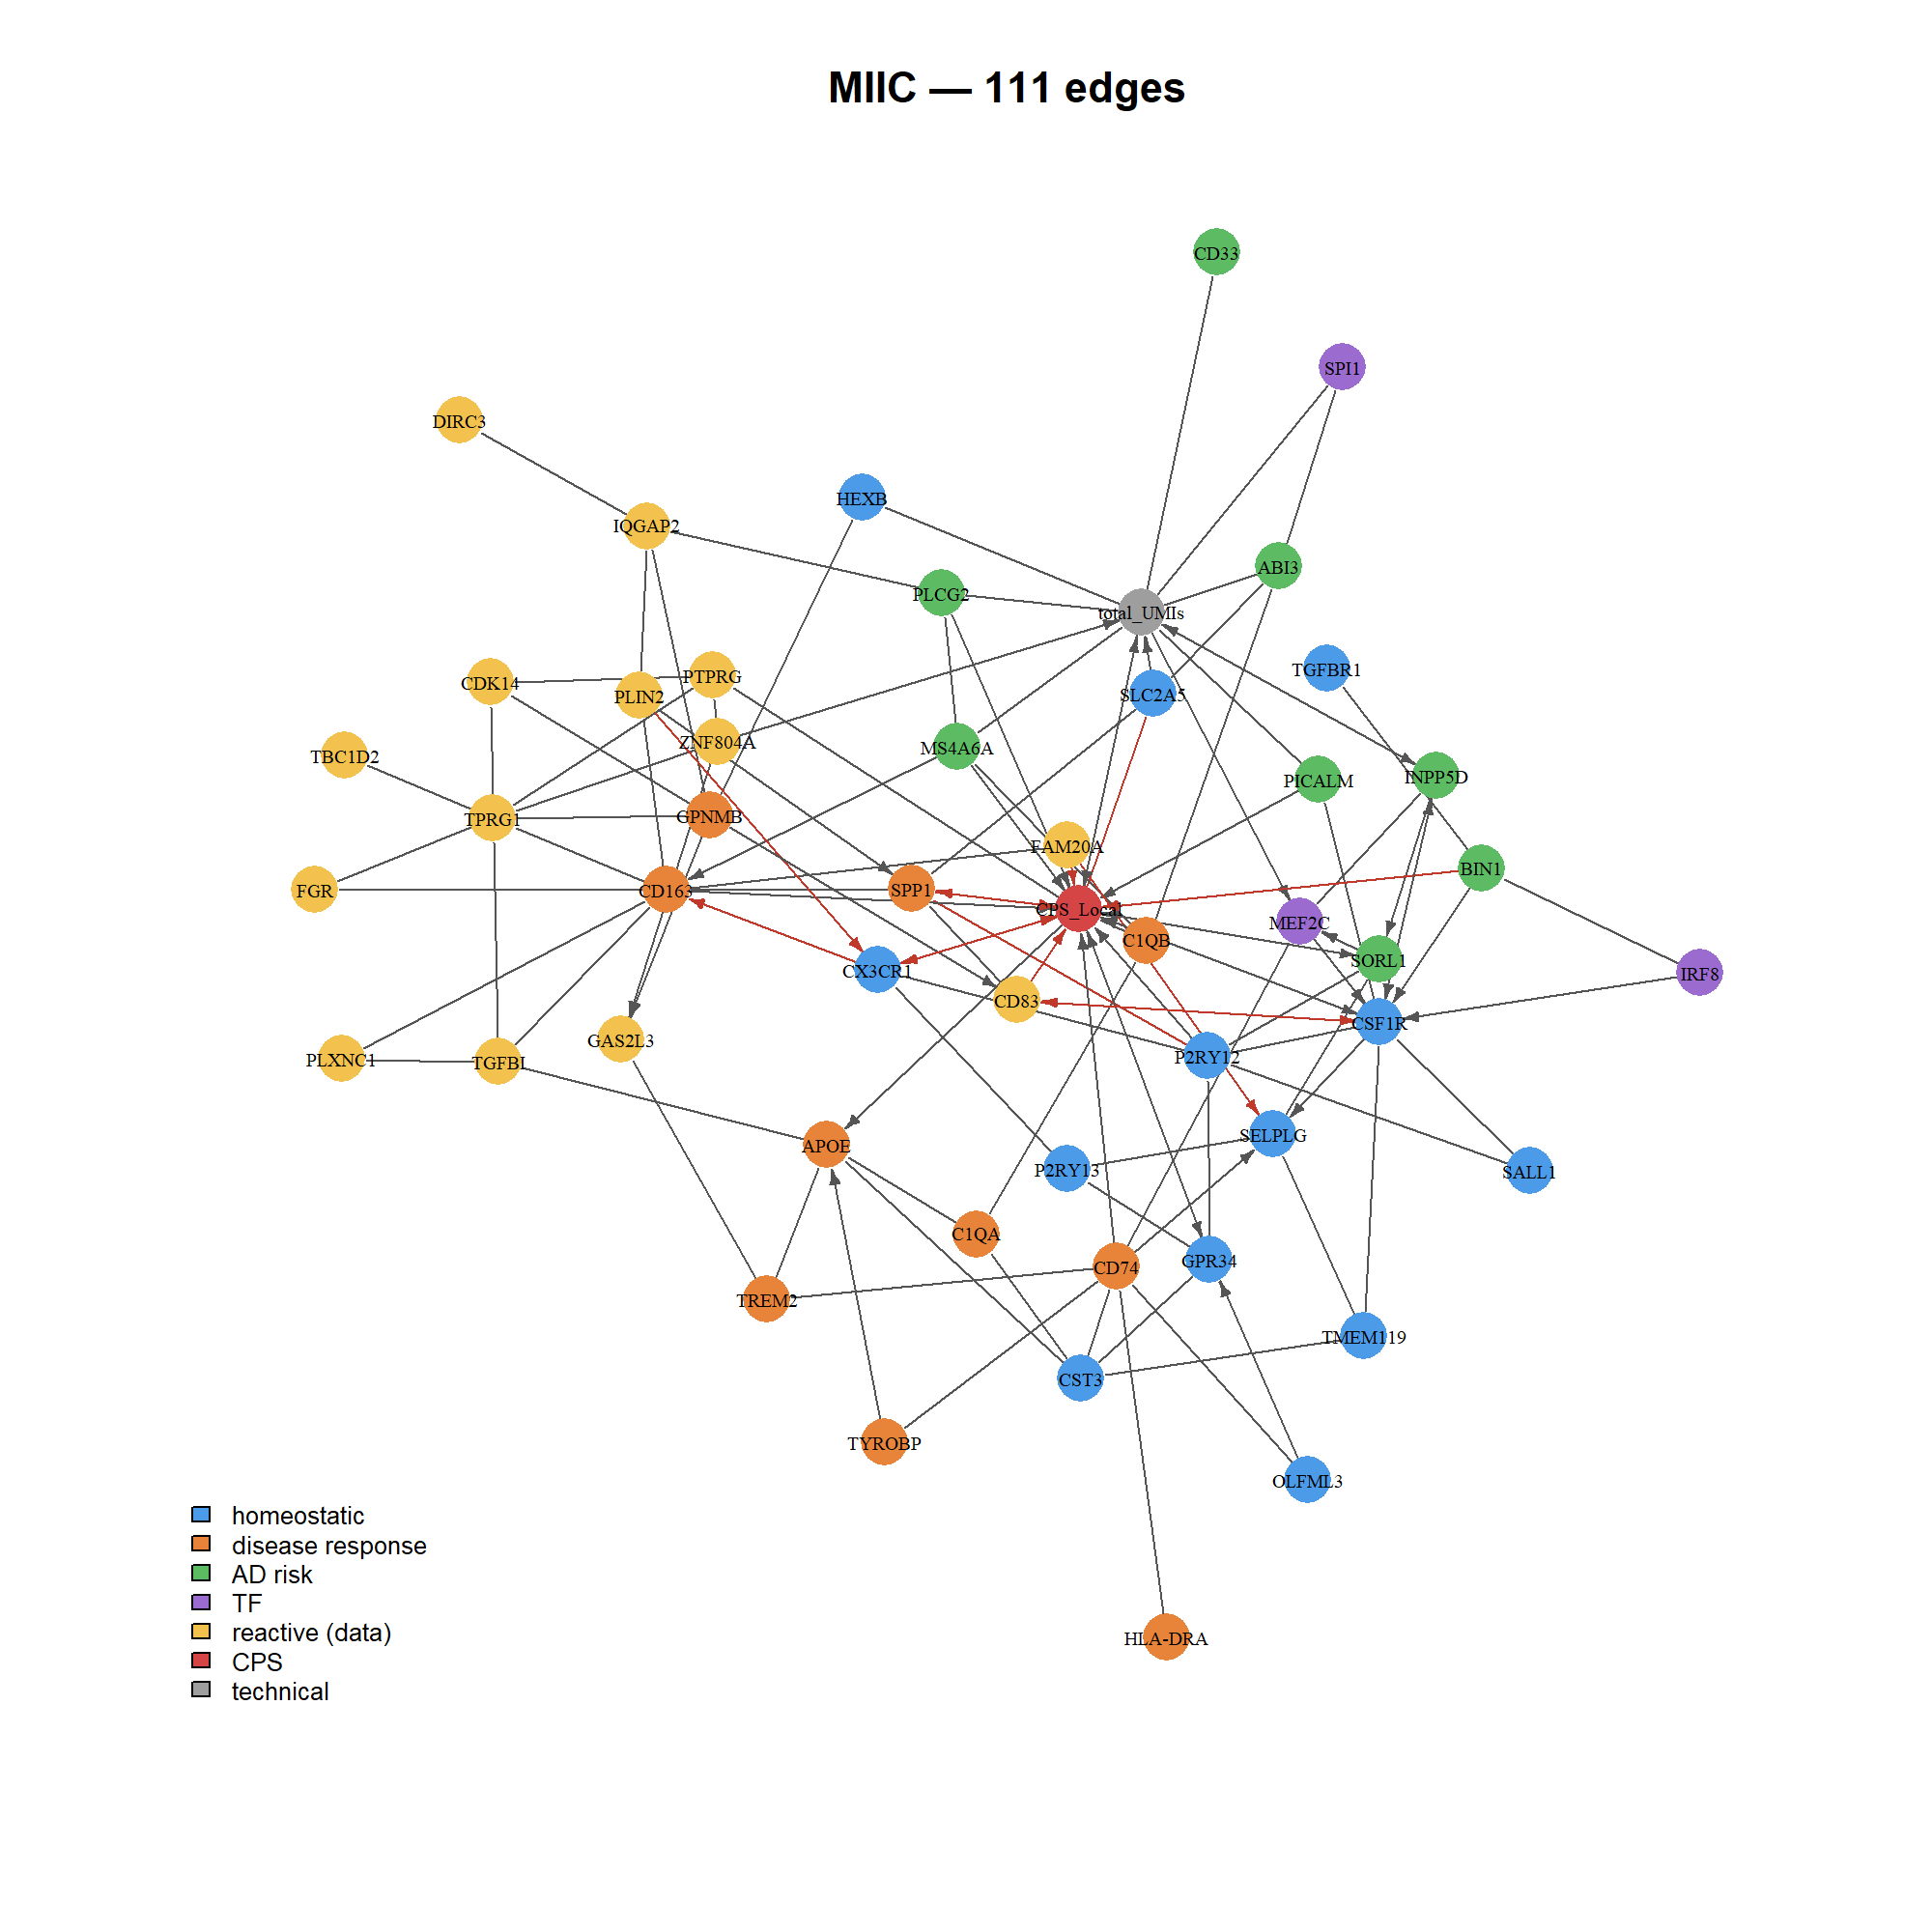 MIIC — 111 edges
CD33
SPI1
DIRC3
HEXB
IQGAP2
ABI3
PLCG2
total_UMIs
TGFBR1
PTPRG
CDK14
PLIN2
SLC2A5
ZNF804A
MS4A6A
TBC1D2
INPP5D
PICALM
GPNMB
TPRG1
FAM20A
BIN1
FGR
CD163
SPP1
CPS_Local
MEF2C
C1QB
SORL1
CX3CR1
IRF8
CD83
CSF1R
GAS2L3
P2RY12
PLXNC1
TGFBI
SELPLG
APOE
P2RY13
SALL1
C1QA
GPR34
CD74
TREM2
TMEM119
CST3
TYROBP
OLFML3
homeostatic
disease response
AD risk
TF
reactive (data)
HLA-DRA
CPS
technical